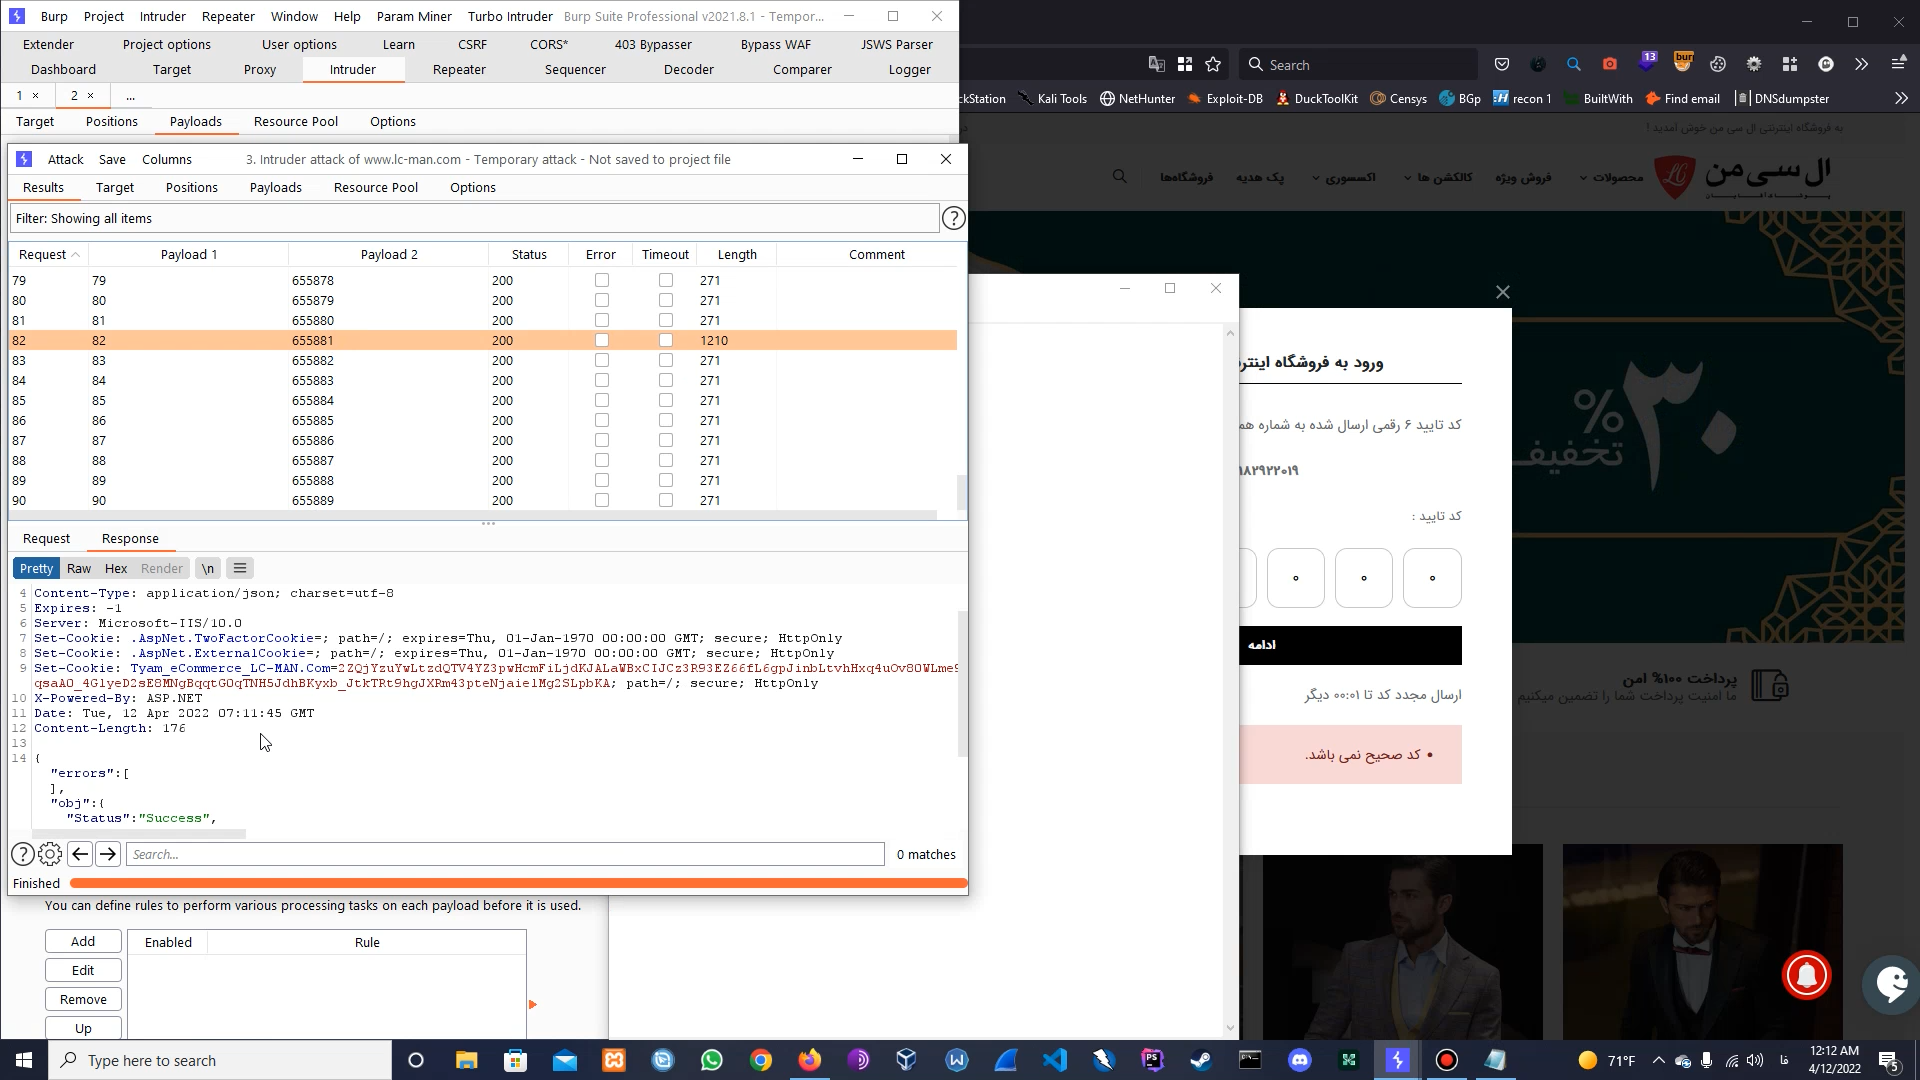 Burp Project Intruder Repeater Window Help Param Miner Turbo Intruder Burp Suite Professional v2021.8.1 - Tempor...
Extender Project options User options Learn CSRF CORS* 403 Bypasser Bypass WAF JSWS Parser
Dashboard Target Proxy Intruder Repeater Sequencer Decoder Comparer Logger
1 × 2 × ...
Target Positions Payloads Resource Pool Options
Attack Save Columns 3. Intruder attack of www.lc-man.com - Temporary attack - Not saved to project file
Results Target Positions Payloads Resource Pool Options
Filter: Showing all items
Request Payload 1 Payload 2 Status Error Timeout Length Comment
79 79 655878 200 271
80 80 655879 200 271
81 81 655880 200 271
82 82 655881 200 1210
83 83 655882 200 271
84 84 655883 200 271
85 85 655884 200 271
86 86 655885 200 271
87 87 655886 200 271
88 88 655887 200 271
89 89 655888 200 271
90 90 655889 200 271
Request Response
Pretty Raw Hex Render \n
4 Content-Type: application/json; charset=utf-8
5 Expires: -1
6 Server: Microsoft-IIS/10.0
7 Set-Cookie: .AspNet.TwoFactorCookie=; path=/; expires=Thu, 01-Jan-1970 00:00:00 GMT; secure; HttpOnly
8 Set-Cookie: .AspNet.ExternalCookie=; path=/; expires=Thu, 01-Jan-1970 00:00:00 GMT; secure; HttpOnly
9 Set-Cookie: Tyam_eCommerce_LC-MAN.Com=
; path=/; secure; HttpOnly
10 X-Powered-By: ASP.NET
11 Date: Tue, 12 Apr 2022 07:11:45 GMT
12 Content-Length: 176
13
14 {
"errors":[
],
"obj":{
"Status":"Success",
Search... 0 matches
Finished
You can define rules to perform various processing tasks on each payload before it is used.
Add Enabled Rule
Edit
Remove
Up
Search
13
ckStation Kali Tools NetHunter Exploit-DB DuckToolKit Censys BGp recon 1 BuiltWith Find email DNSdumpster
به فروشگاه اینترنتی ال سی من خوش آمدید !
ال سی من
محصولات فروش ویژه کالکشن ها اکسسوری پک هدیه فروشگاه‌ها
۳۰%
تخفیف
ورود به فروشگاه اینتر
کد تایید ۶ رقمی ارسال شده به شماره هم
۱۸۲۹۲۲۰۱۹
کد تایید :
۰ ۰ ۰
ادامه
ارسال مجدد کد تا ۰۰:۰۱ دیگر
• کد صحیح نمی باشد.
پرداخت ۱۰۰% امن
ما امنیت پرداخت شما را تضمین میکنیم
Type here to search
71°F
12:12 AM
4/12/2022
5